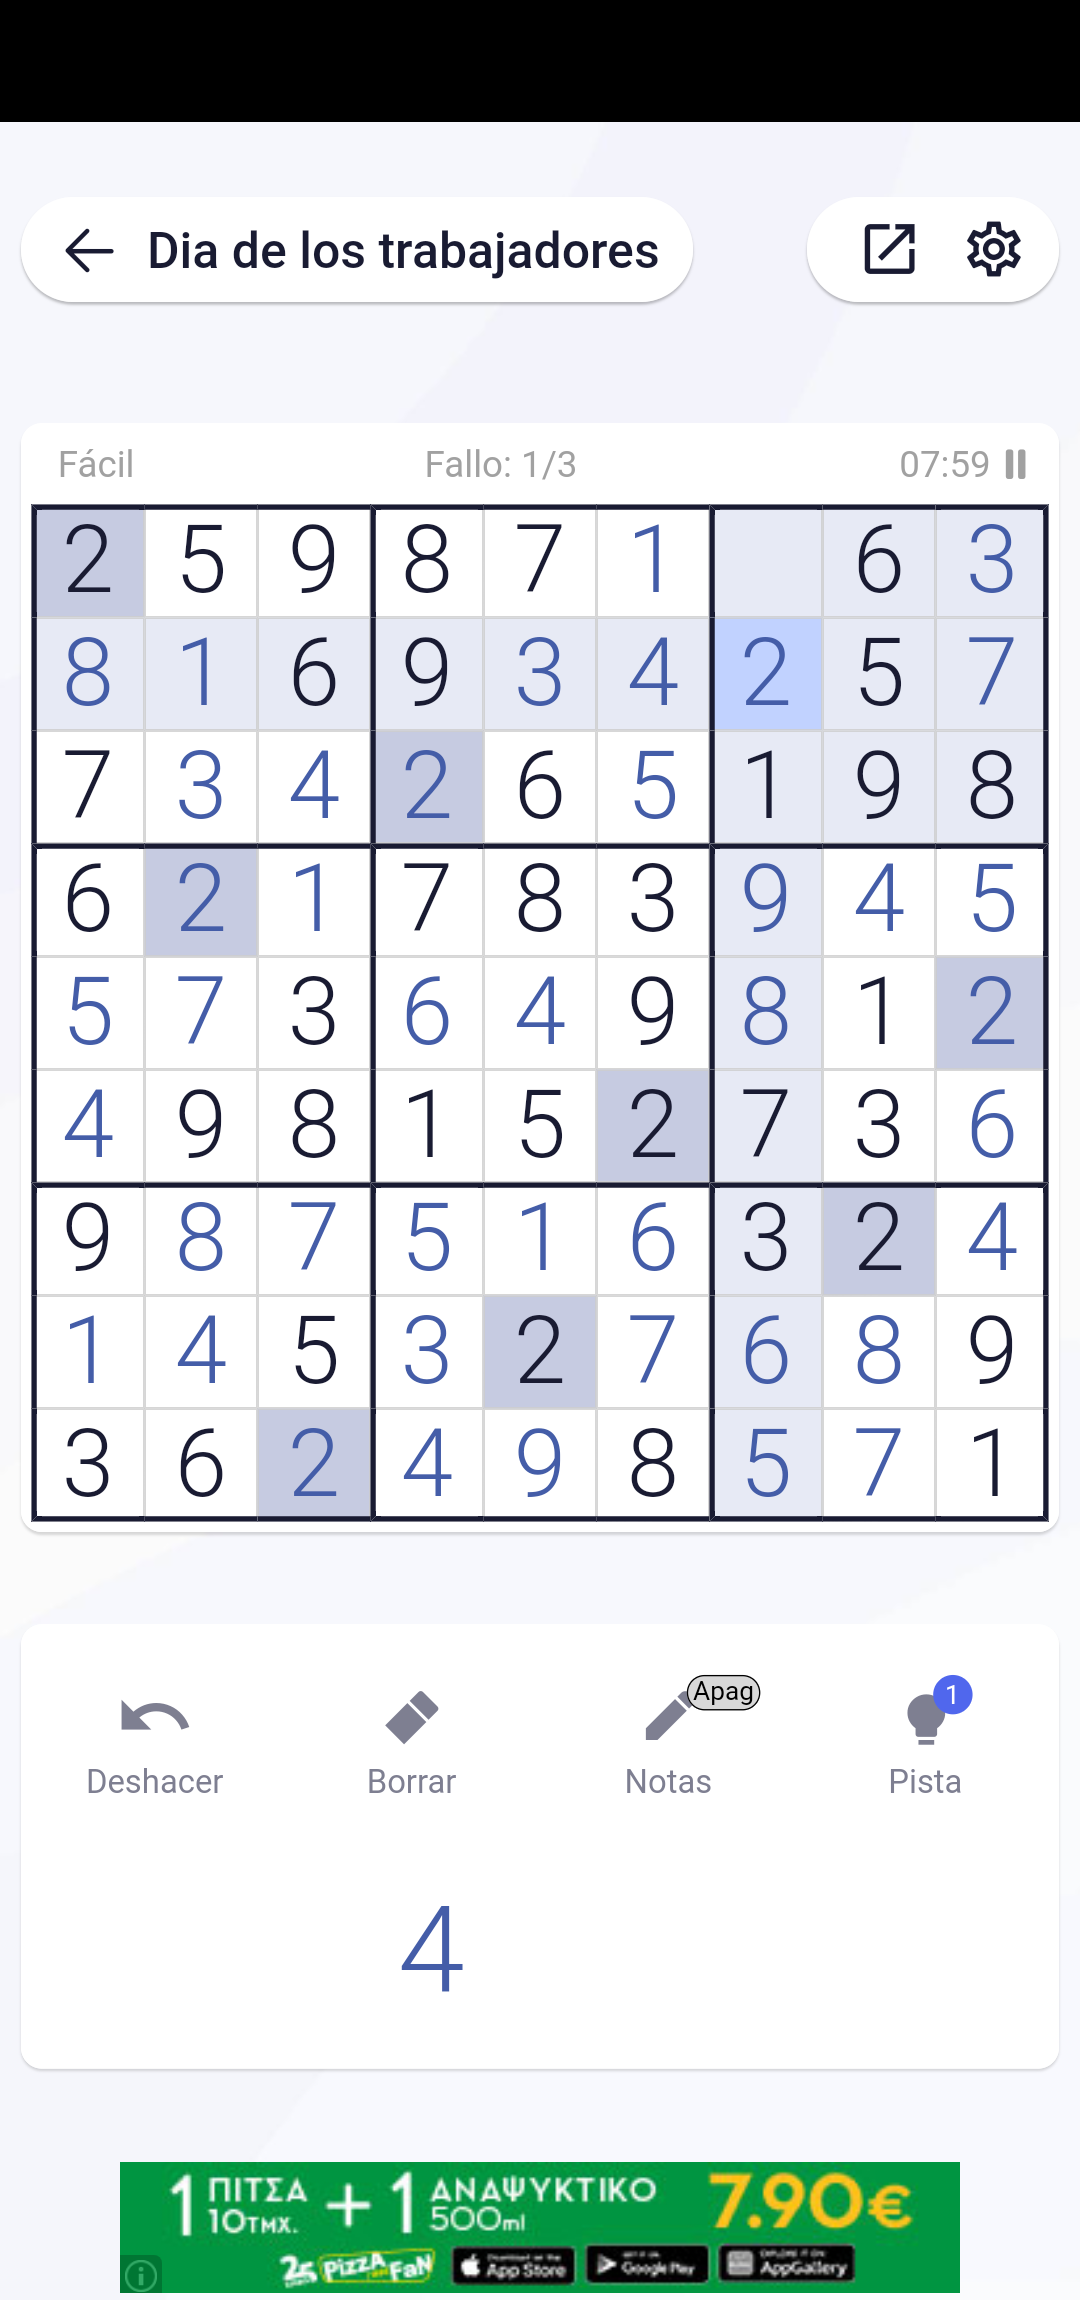 Dia de los trabajadores
Fácil Fallo: 1/3 07:59
2 5 9 8 7 1 6 3
8 1 6 9 3 4 2 5 7
7 3 4 2 6 5 1 9 8
6 2 1 7 8 3 9 4 5
5 7 3 6 4 9 8 1 2
4 9 8 1 5 2 7 3 6
9 8 7 5 1 6 3 2 4
1 4 5 3 2 7 6 8 9
3 6 2 4 9 8 5 7 1
Apag 1
Deshacer Borrar Notas Pista
4
1 ΠΙΤΣΑ 10ΤΜΧ. + 1 ΑΝΑΨΥΚΤΙΚΟ 500ml 7.90€
25 PIZZA FAN App Store Google Play AppGallery